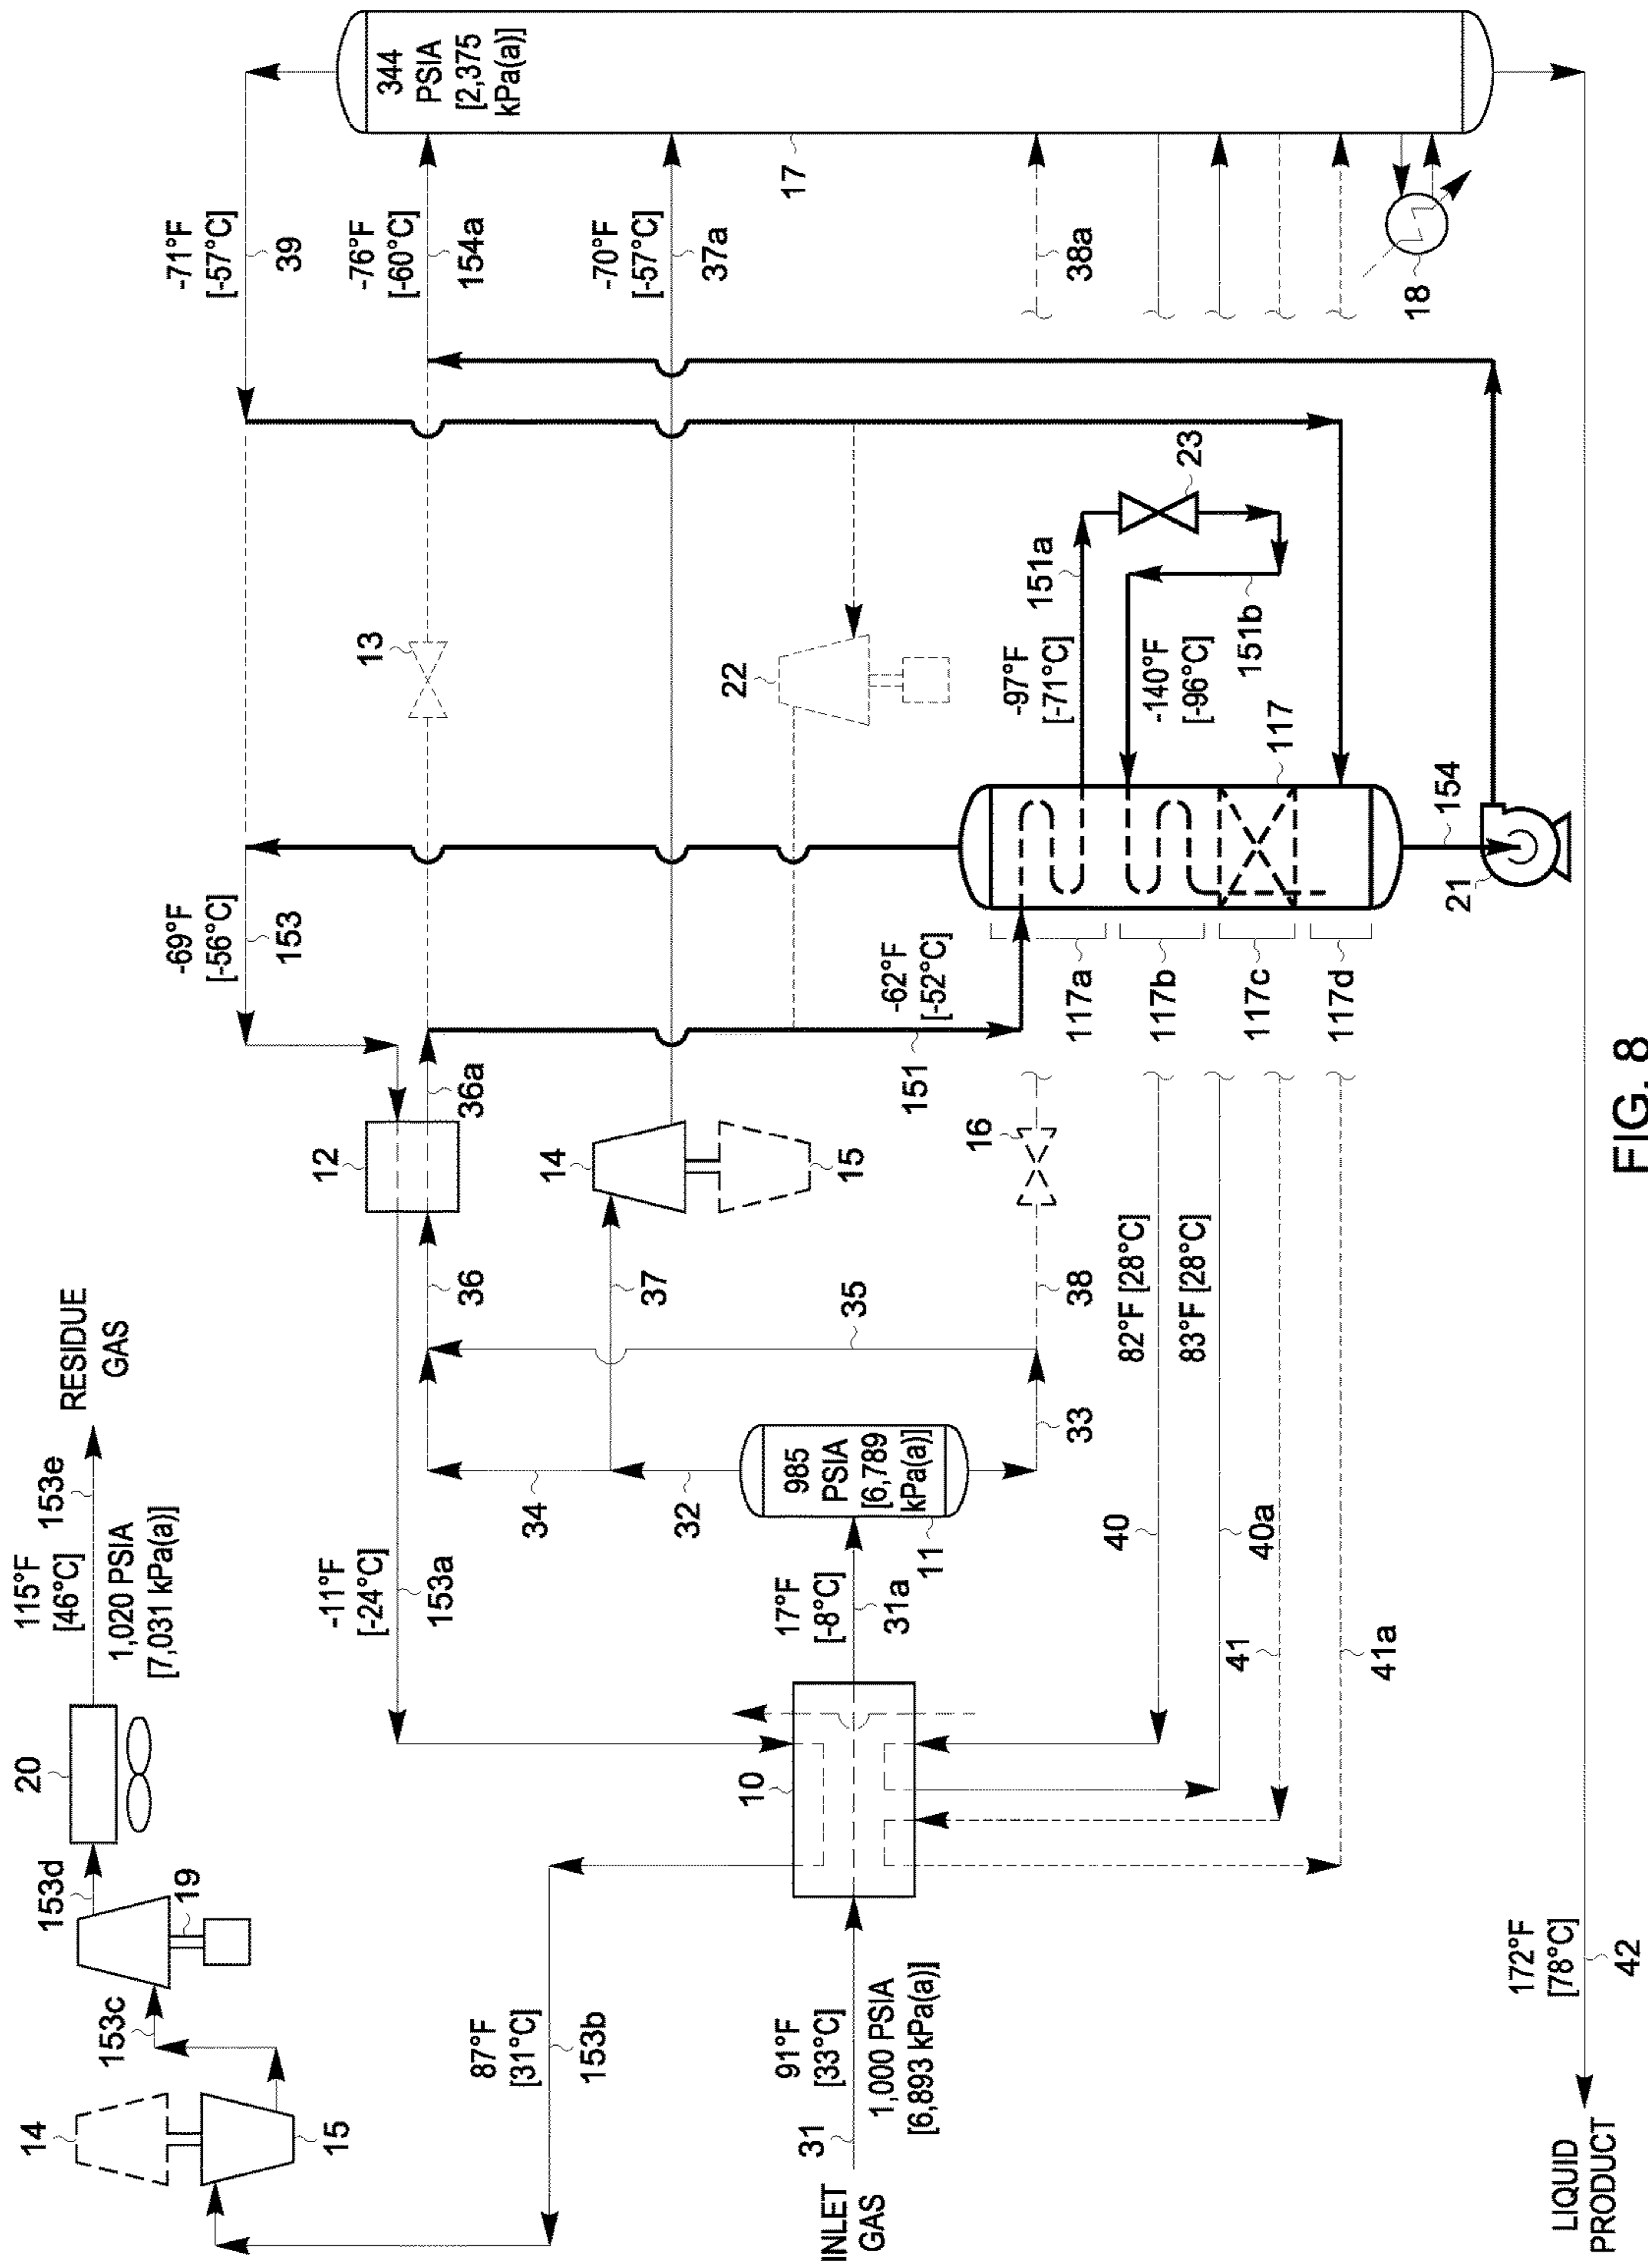 FIG. 8
14
15
153c
19
153d
20
115°F
[46°C]
153e
1,020 PSIA
[7,031 kPa(a)]
RESIDUE
GAS
87°F
[31°C]
153b
-11°F
[-24°C]
153a
INLET
GAS
31
91°F
[33°C]
1,000 PSIA
[6,893 kPa(a)]
10
17°F
[-8°C]
31a
11
985
PSIA
[6,789
kPa(a)]
32
34
33
35
36
37
38
12
36a
14
15
16
-69°F
[-56°C]
153
-62°F
[-52°C]
151
13
22
-71°F
[-57°C]
39
-76°F
[-60°C]
154a
-70°F
[-57°C]
37a
344
PSIA
[2,375
kPa(a)]
17
38a
18
-97°F
[-71°C]
151a
23
-140°F
[-96°C]
151b
117
117a
117b
117c
117d
154
21
40
82°F [28°C]
83°F [28°C]
40a
41
41a
172°F
[78°C]
42
LIQUID
PRODUCT